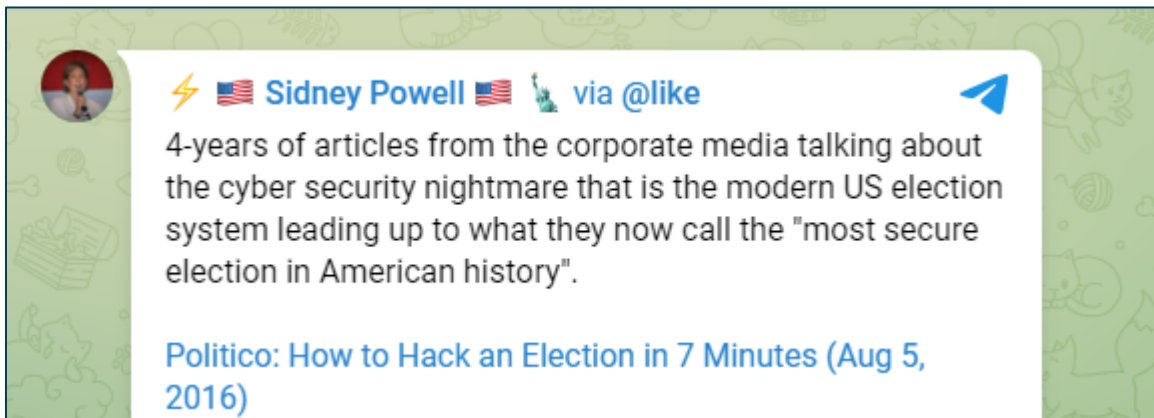 ⚡ 🇺🇸 Sidney Powell 🇺🇸 🗽 via @like
4-years of articles from the corporate media talking about
the cyber security nightmare that is the modern US election
system leading up to what they now call the "most secure
election in American history".
Politico: How to Hack an Election in 7 Minutes (Aug 5,
2016)